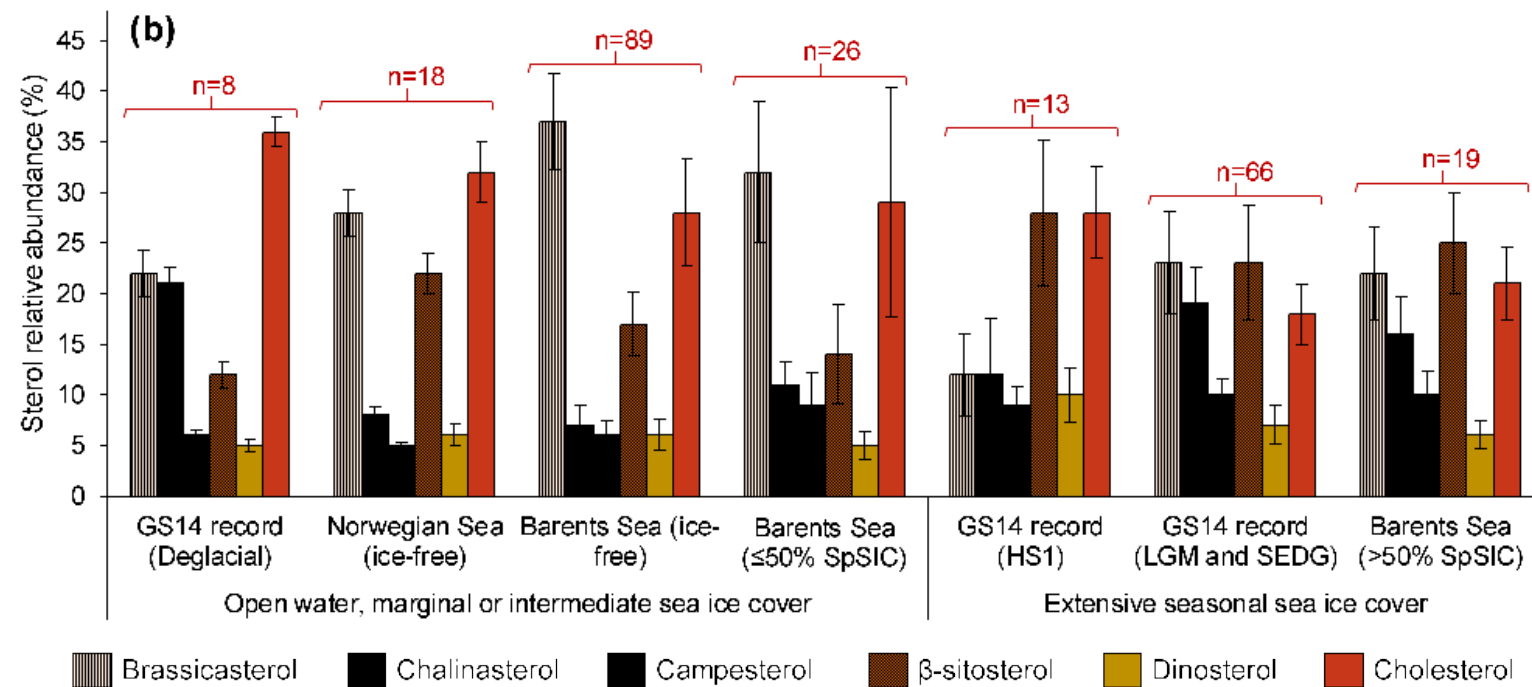 (b)
Sterol relative abundance (%)
45
40
35
30
25
20
15
10
5
0
n=8
n=18
n=89
n=26
n=13
n=66
n=19
GS14 record
(Deglacial)
Norwegian Sea
(ice-free)
Barents Sea (ice-
free)
Barents Sea
(≤50% SpSIC)
GS14 record
(HS1)
GS14 record
(LGM and SEDG)
Barents Sea
(>50% SpSIC)
Open water, marginal or intermediate sea ice cover
Extensive seasonal sea ice cover
Brassicasterol
Chalinasterol
Campesterol
β-sitosterol
Dinosterol
Cholesterol